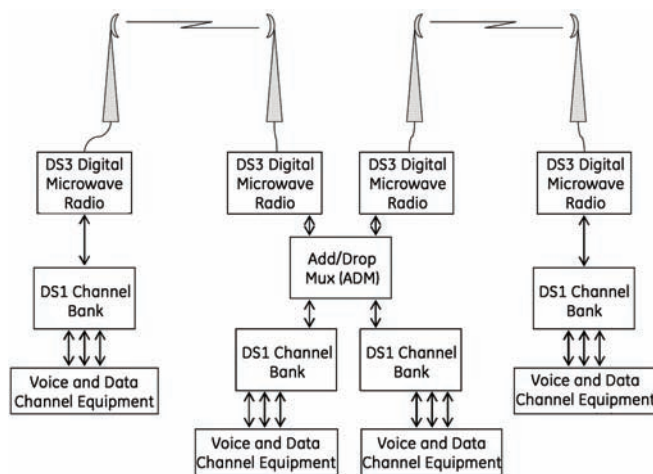 DS3 Digital
Microwave
Radio
DS3 Digital
Microwave
Radio
DS3 Digital
Microwave
Radio
DS3 Digital
Microwave
Radio
Add/Drop
Mux (ADM)
DS1 Channel
Bank
DS1 Channel
Bank
DS1 Channel
Bank
DS1 Channel
Bank
Voice and Data
Channel Equipment
Voice and Data
Channel Equipment
Voice and Data
Channel Equipment
Voice and Data
Channel Equipment